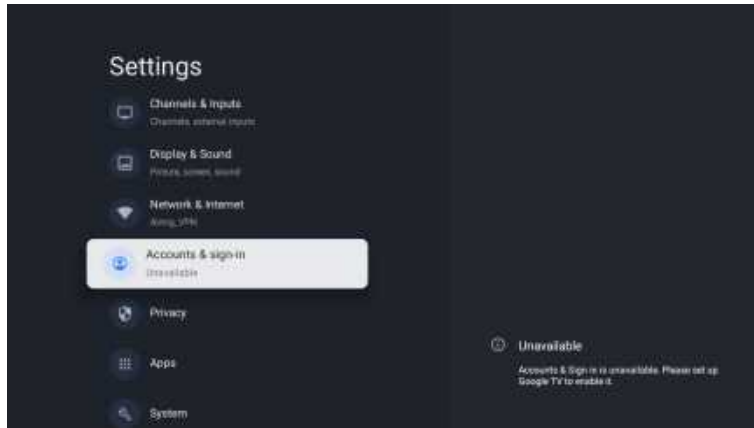 Settings
Channels & Inputs
Channels, external inputs
Display & Sound
Picture, screen, sound
Network & Internet
Accounts & sign-in
Unavailable
Privacy
Apps
System
Unavailable
Accounts & Sign in is unavailable. Please set up
Google TV to enable it.